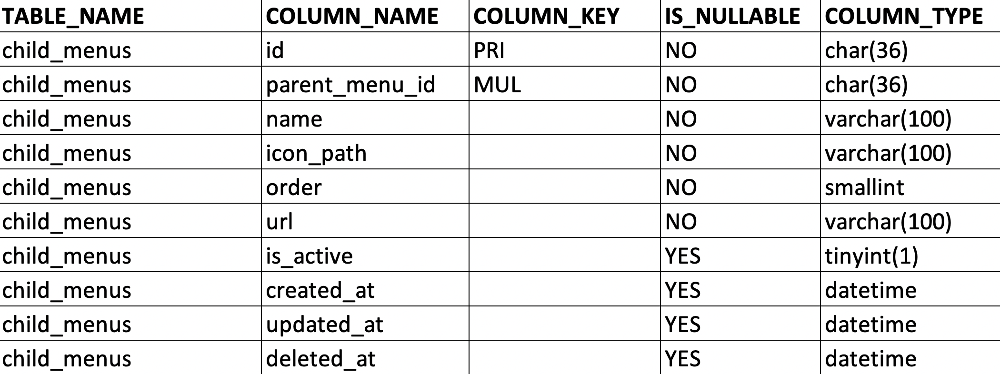 TABLE_NAME COLUMN_NAME COLUMN_KEY IS_NULLABLE COLUMN_TYPE
child_menus id PRI NO char(36)
child_menus parent_menu_id MUL NO char(36)
child_menus name NO varchar(100)
child_menus icon_path NO varchar(100)
child_menus order NO smallint
child_menus url NO varchar(100)
child_menus is_active YES tinyint(1)
child_menus created_at YES datetime
child_menus updated_at YES datetime
child_menus deleted_at YES datetime